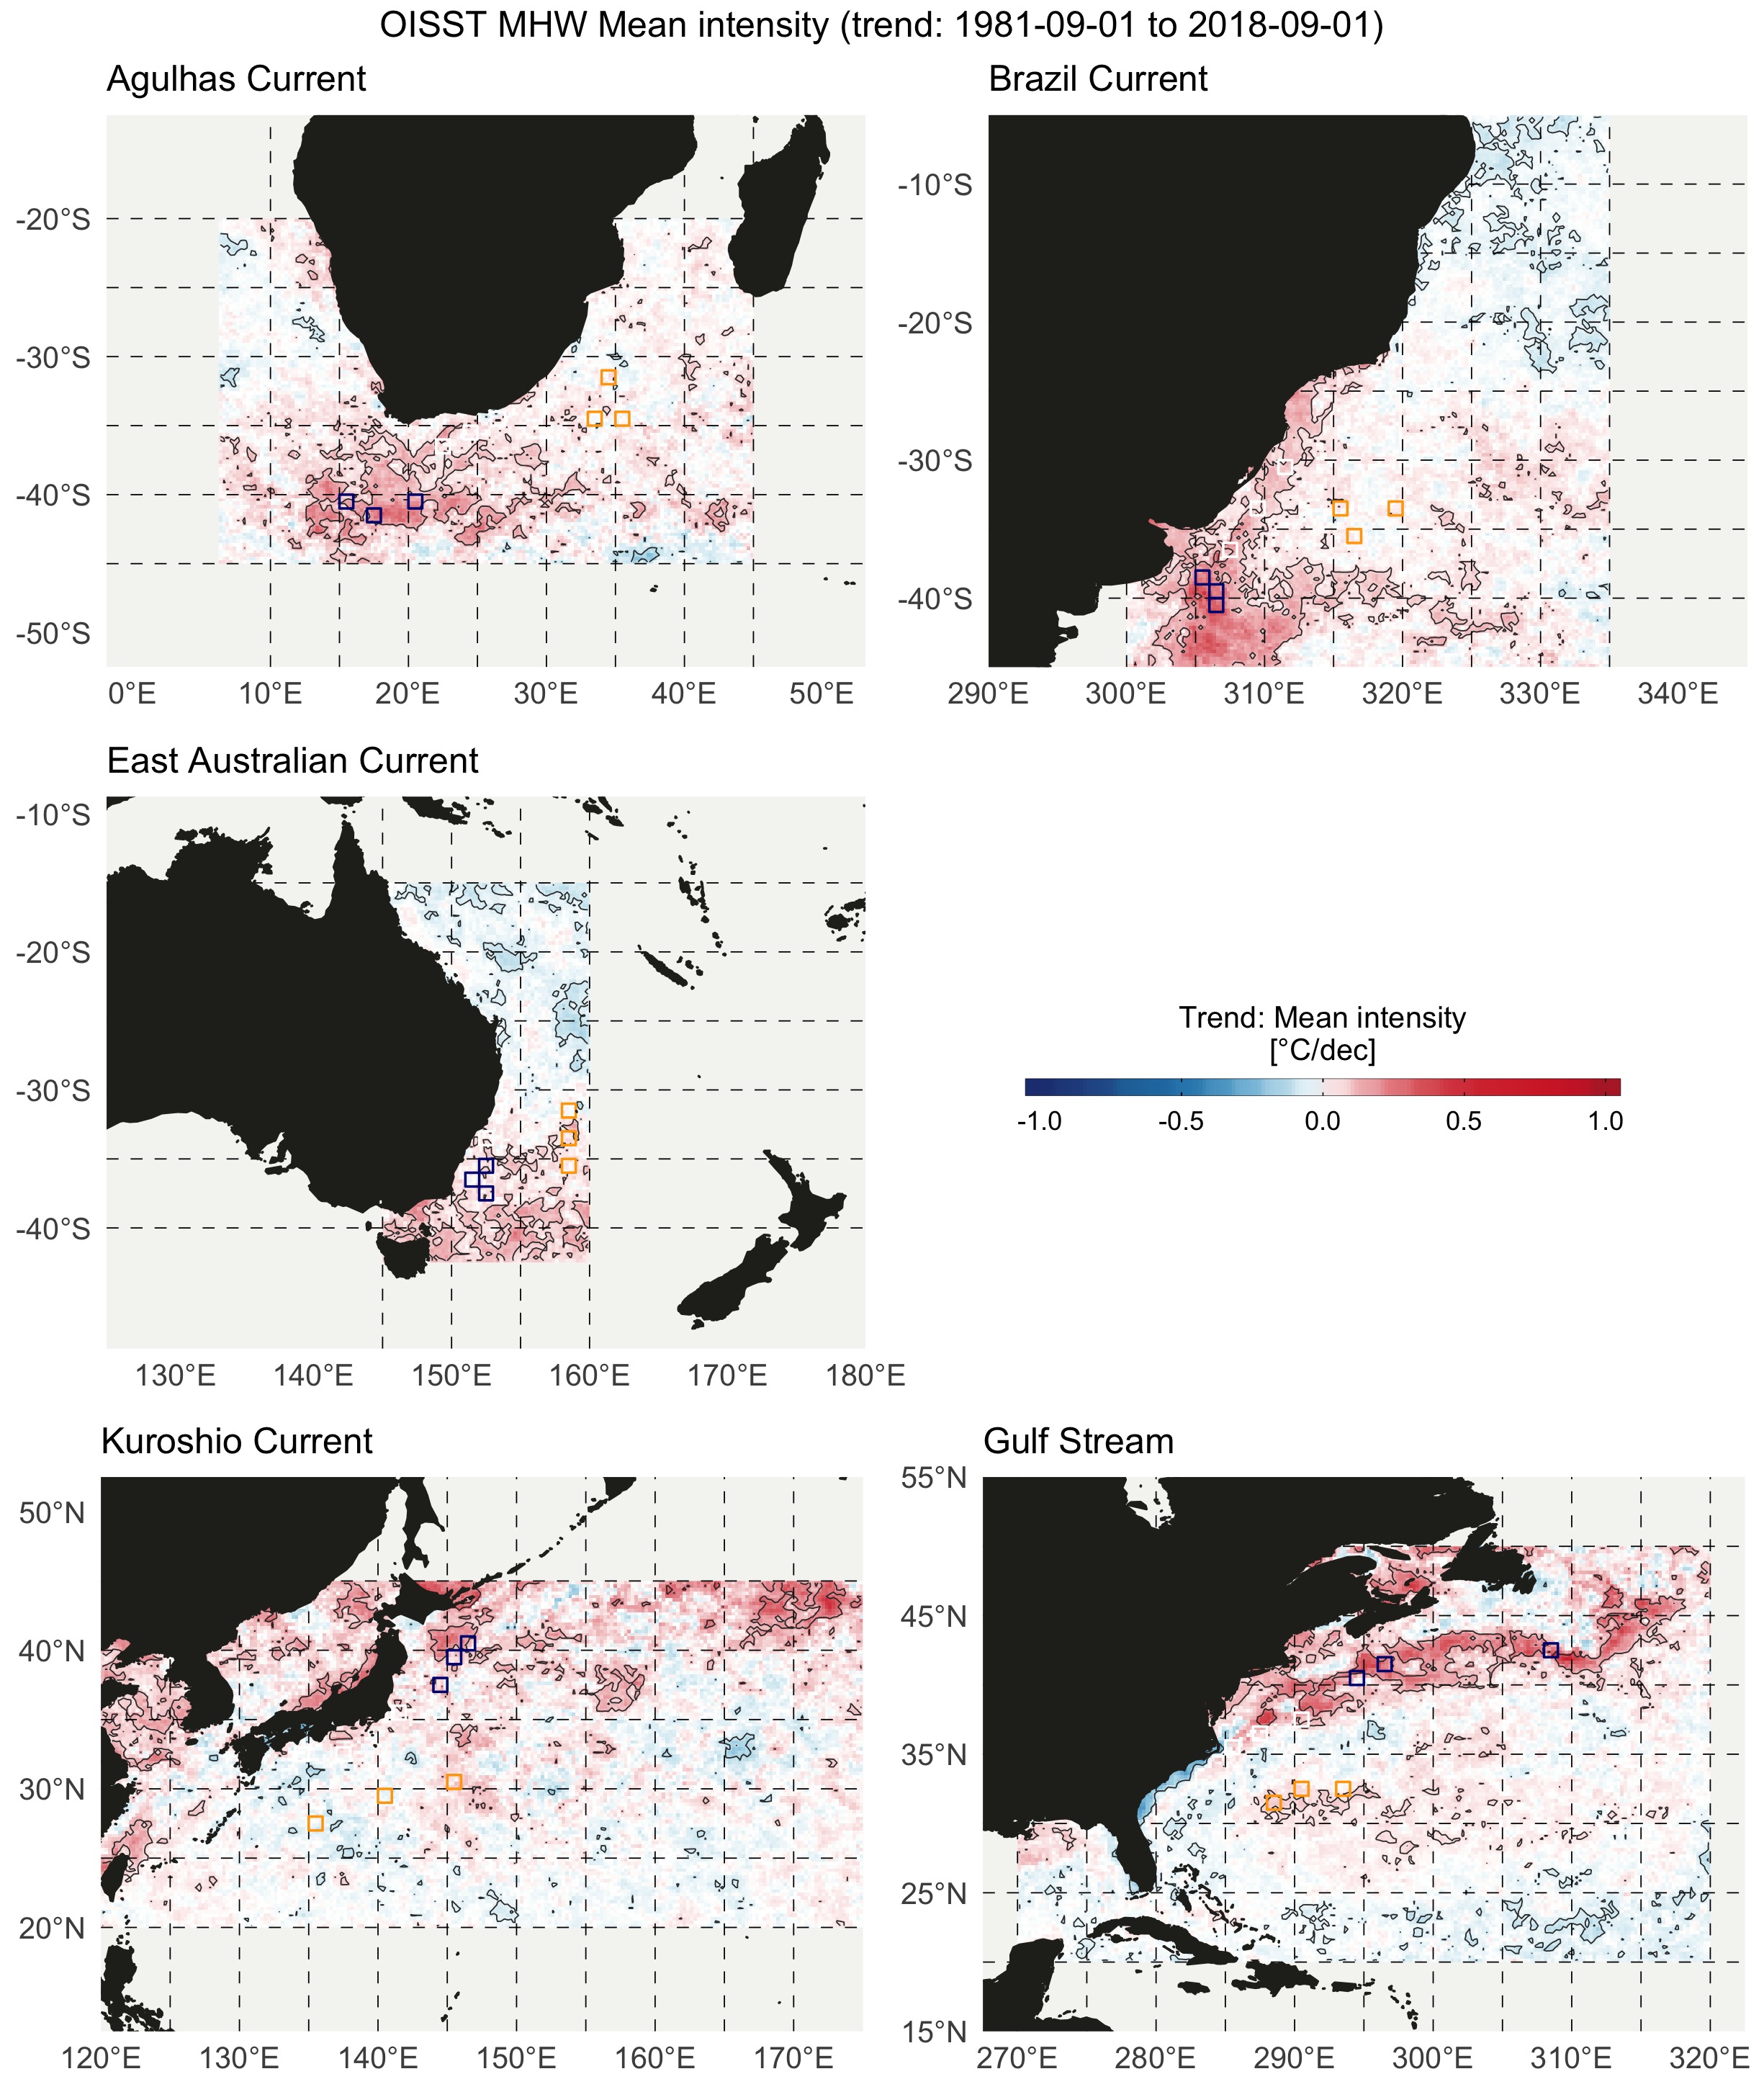 OISST MHW Mean intensity (trend: 1981-09-01 to 2018-09-01)
Agulhas Current
-20°S
-30°S
-40°S
-50°S
0°E 10°E 20°E 30°E 40°E 50°E
Brazil Current
-10°S
-20°S
-30°S
-40°S
290°E 300°E 310°E 320°E 330°E 340°E
East Australian Current
-10°S
-20°S
-30°S
-40°S
130°E 140°E 150°E 160°E 170°E 180°E
Trend: Mean intensity
[°C/dec]
-1.0 -0.5 0.0 0.5 1.0
Kuroshio Current
50°N
40°N
30°N
20°N
120°E 130°E 140°E 150°E 160°E 170°E
Gulf Stream
55°N
45°N
35°N
25°N
15°N
270°E 280°E 290°E 300°E 310°E 320°E